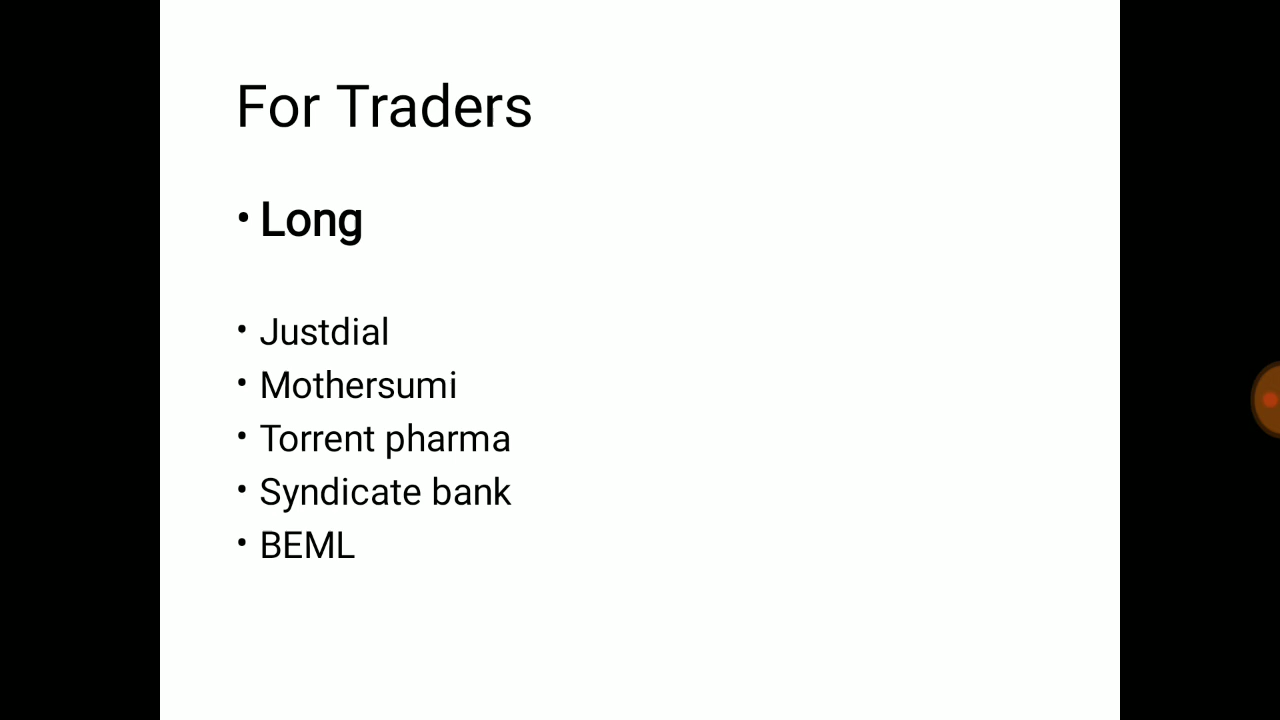 For Traders
• Long
• Justdial
• Mothersumi
• Torrent pharma
• Syndicate bank
• BEML